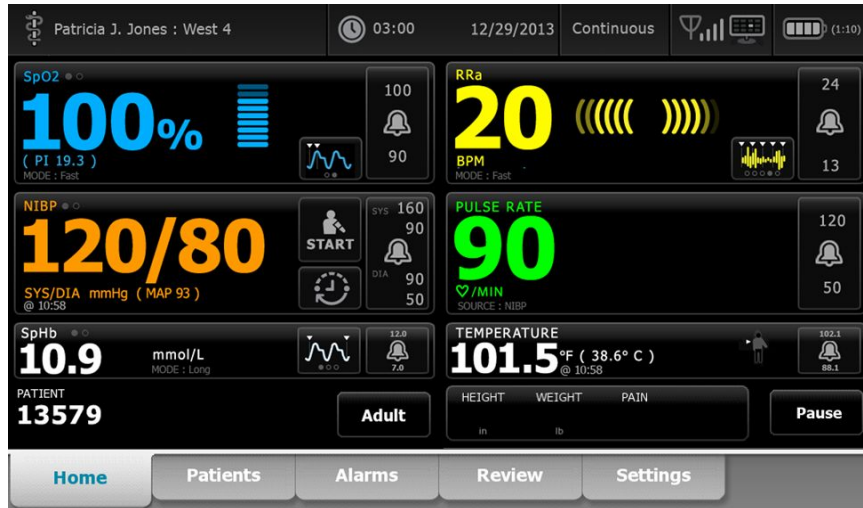 Patricia J. Jones : West 4 03:00 12/29/2013 Continuous (1:10)
SpO2
100%
( PI 19.3 )
MODE : Fast
100
90
RRa
20
BPM
MODE : Fast
24
13
NIBP
120/80
SYS/DIA mmHg ( MAP 93 )
@ 10:58
START
SYS 160
90
DIA 90
50
PULSE RATE
90
/MIN
SOURCE : NIBP
120
50
SpHb
10.9 mmol/L
MODE : Long
12.0
7.0
TEMPERATURE
101.5 °F ( 38.6° C )
@ 10:58
102.1
88.1
PATIENT
13579
Adult
HEIGHT WEIGHT PAIN
in lb
Pause
Home Patients Alarms Review Settings